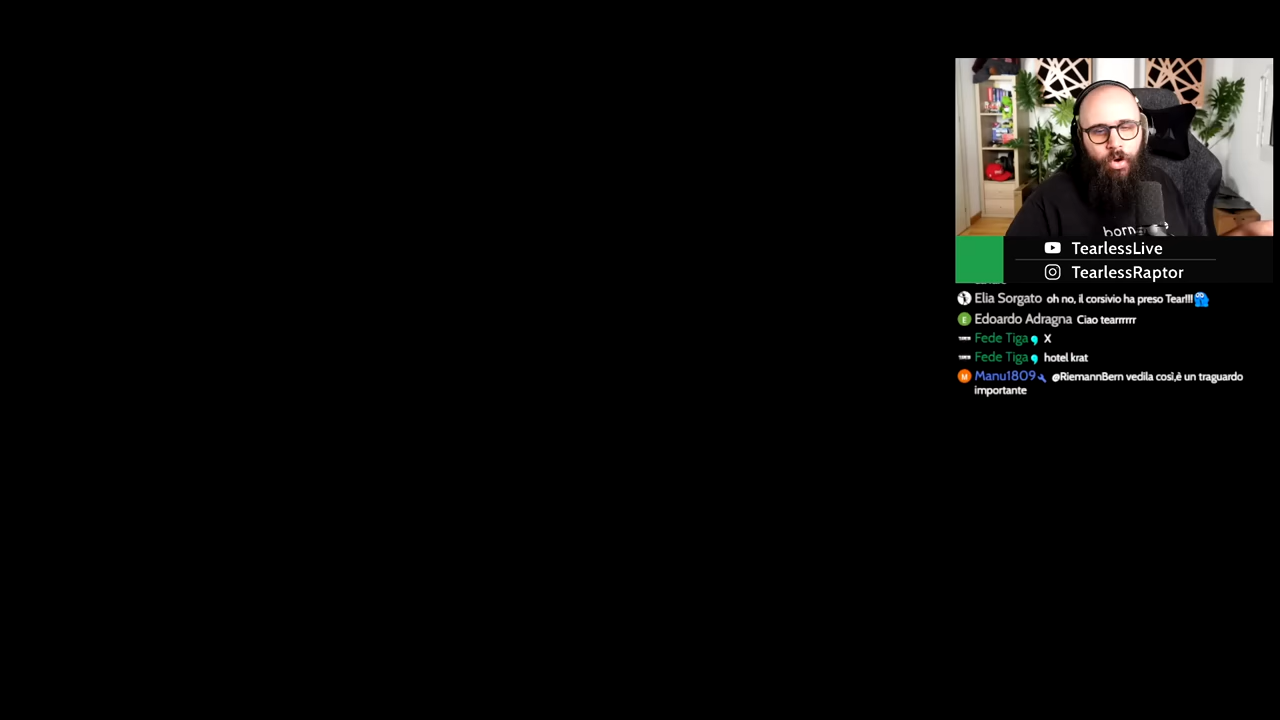 TearlessLive
TearlessRaptor
Elia Sorgato oh no, il corsivio ha preso Tear!!!
Edoardo Adragna Ciao tearrrrrr
Fede Tiga X
Fede Tiga hotel krat
Manu1809 @RiemannBern vedila così,è un traguardo
importante